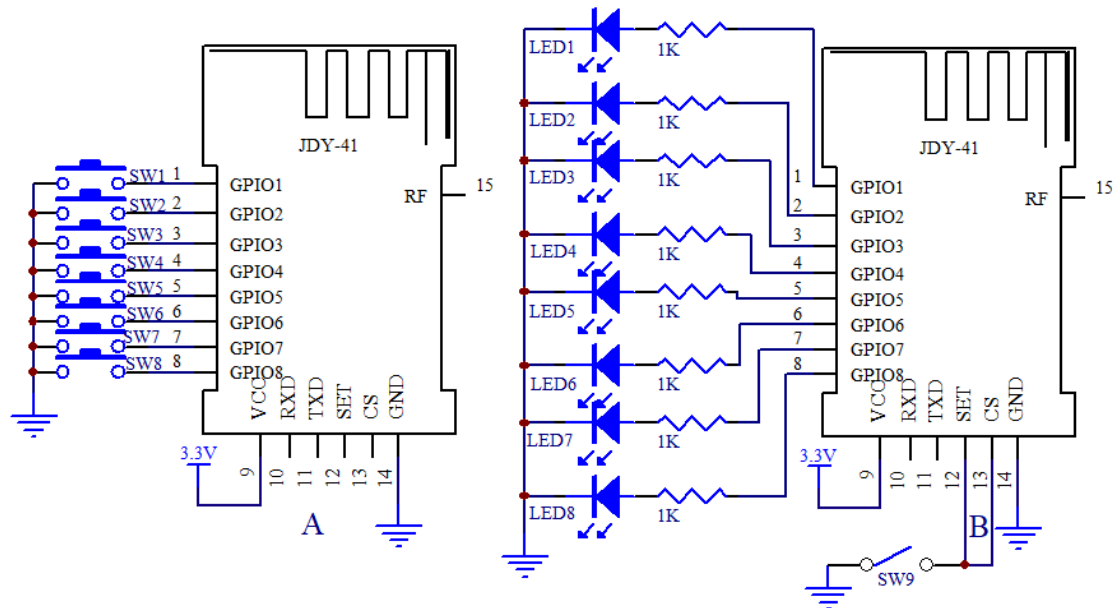 JDY-41
RF
15
SW1 1 GPIO1
SW2 2 GPIO2
SW3 3 GPIO3
SW4 4 GPIO4
SW5 5 GPIO5
SW6 6 GPIO6
SW7 7 GPIO7
SW8 8 GPIO8
VCC
RXD
TXD
SET
CS
GND
3.3V
9
10
11
12
13
14
A
LED1 1K
LED2 1K
LED3 1K
LED4 1K
LED5 1K
LED6 1K
LED7 1K
LED8 1K
JDY-41
RF
15
1 GPIO1
2 GPIO2
3 GPIO3
4 GPIO4
5 GPIO5
6 GPIO6
7 GPIO7
8 GPIO8
VCC
RXD
TXD
SET
CS
GND
3.3V
9
10
11
12
13
14
B
SW9